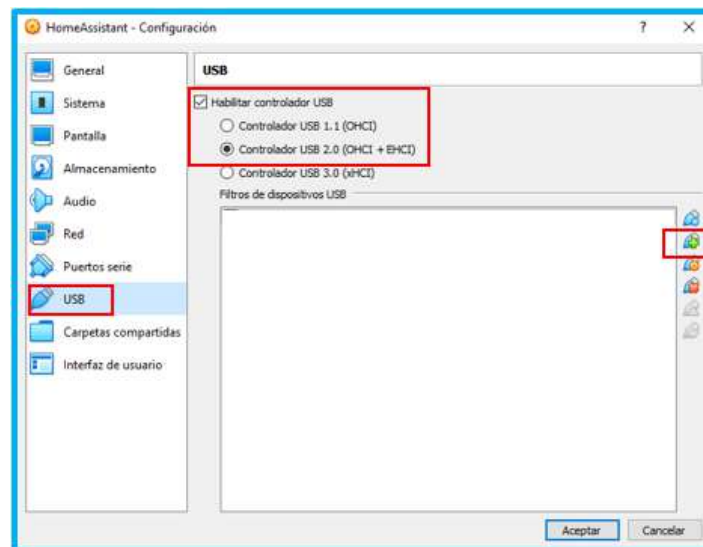 HomeAssistant - Configuración
?
General
Sistema
Pantalla
Almacenamiento
Audio
Red
Puertos serie
USB
Carpetas compartidas
Interfaz de usuario
USB
Habilitar controlador USB
Controlador USB 1.1 (OHCI)
Controlador USB 2.0 (OHCI + EHCI)
Controlador USB 3.0 (xHCI)
Filtros de dispositivos USB
Aceptar
Cancelar